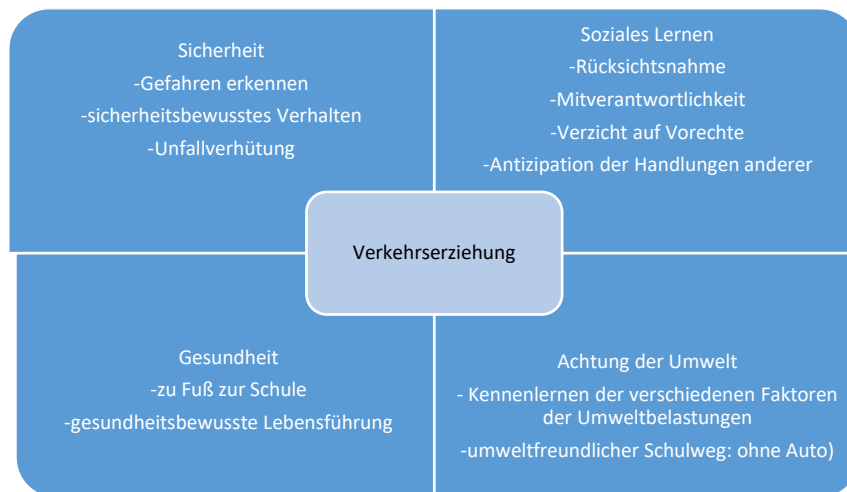 Sicherheit
-Gefahren erkennen
-sicherheitsbewusstes Verhalten
-Unfallverhütung
Soziales Lernen
-Rücksichtsnahme
-Mitverantwortlichkeit
-Verzicht auf Vorechte
-Antizipation der Handlungen anderer
Verkehrserziehung
Gesundheit
-zu Fuß zur Schule
-gesundheitsbewusste Lebensführung
Achtung der Umwelt
- Kennenlernen der verschiedenen Faktoren
der Umweltbelastungen
-umweltfreundlicher Schulweg: ohne Auto)